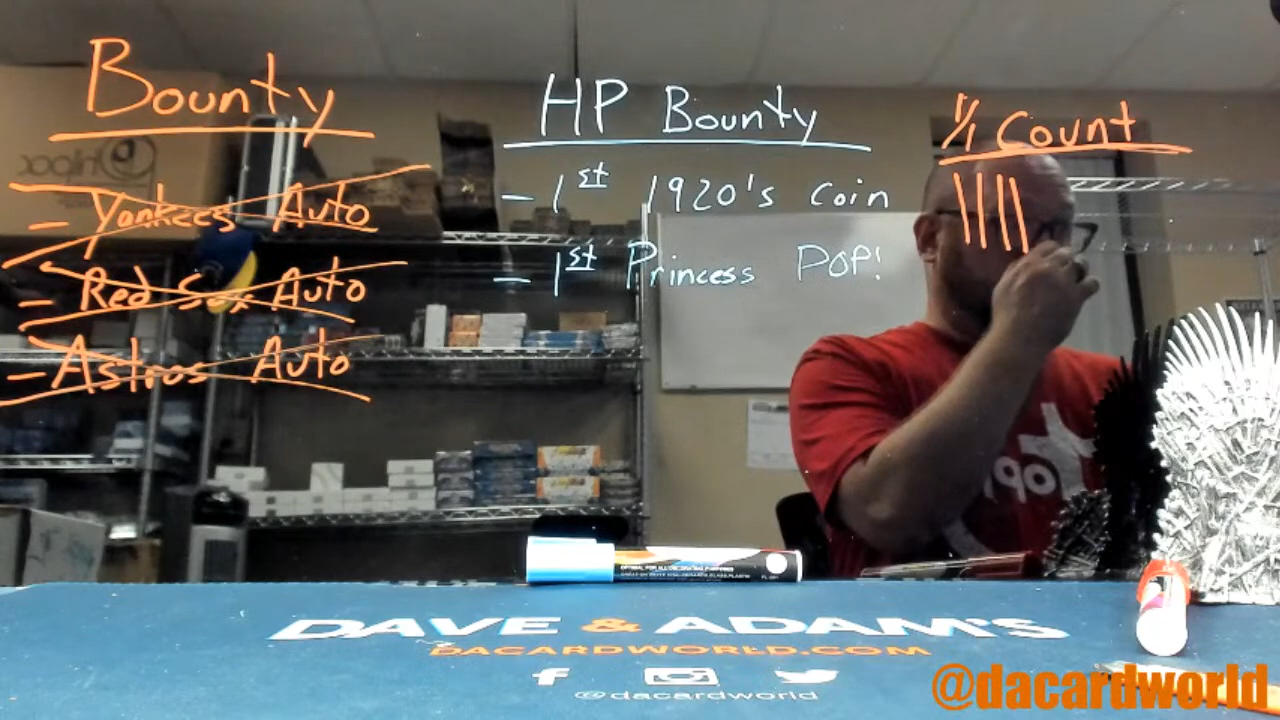 Bounty
- Yankees Auto
- Red Sox Auto
- Astros Auto
HP Bounty
- 1st 1920's coin
- 1st Princess POP!
1/1 Count
||||
DAVE & ADAM'S
DACARDWORLD.COM
@dacardworld
@dacardworld